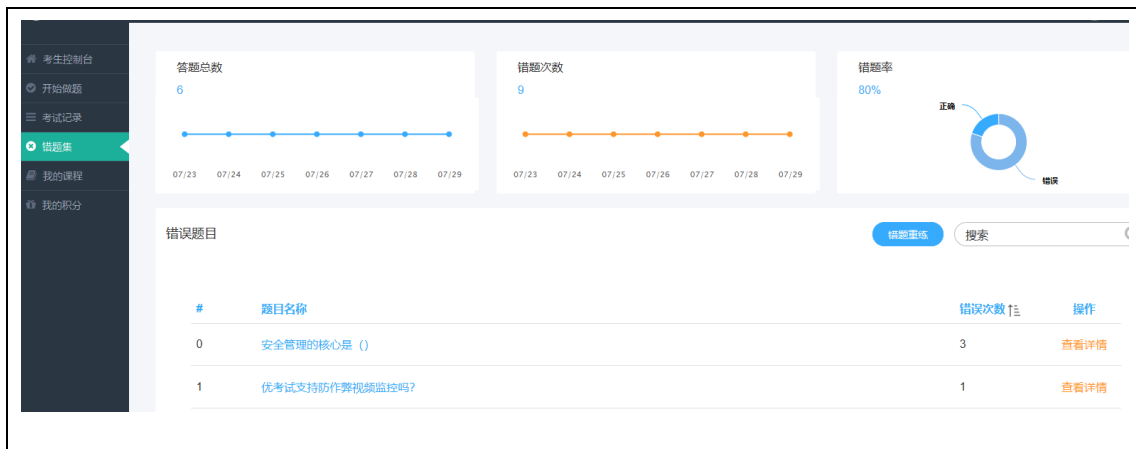 考生控制台
开始做题
考试记录
错题集
我的课程
我的积分
答题总数
6
07/23 07/24 07/25 07/26 07/27 07/28 07/29
错题次数
9
07/23 07/24 07/25 07/26 07/27 07/28 07/29
错题率
80%
正确
错误
错误题目
错题重练
搜索
# 题目名称 错误次数 操作
0 安全管理的核心是（） 3 查看详情
1 优考试支持防作弊视频监控吗? 1 查看详情